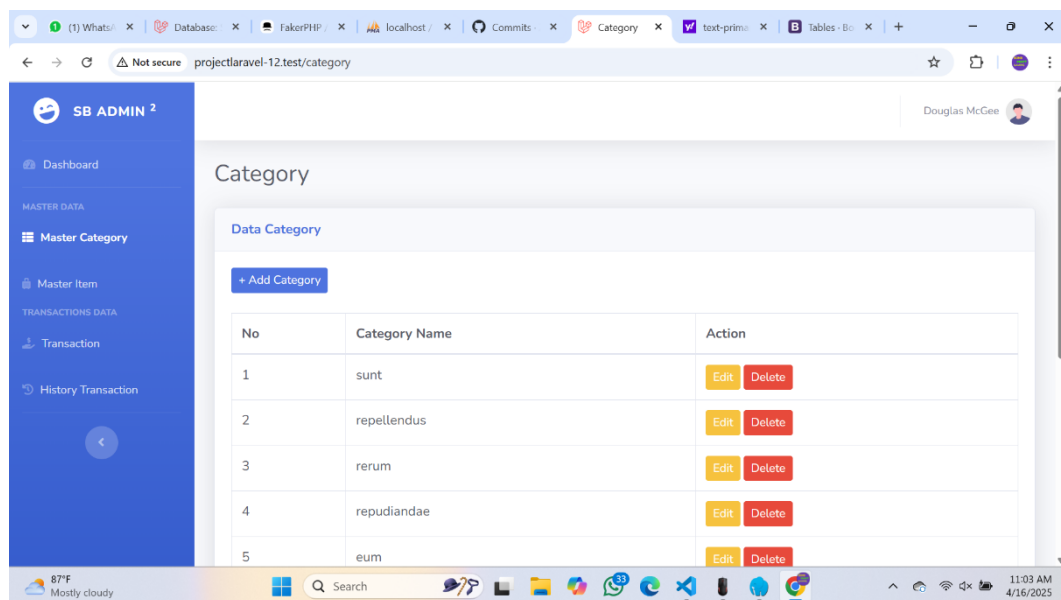 (1) WhatsA
Database:
FakerPHP /
localhost /
Commits
Category
text-prima
Tables · Bo
Not secure projectlaravel-12.test/category
SB ADMIN 2
Douglas McGee
Dashboard
Category
MASTER DATA
Master Category
Data Category
Master Item
+ Add Category
TRANSACTIONS DATA
Transaction
History Transaction
No Category Name Action
1 sunt Edit Delete
2 repellendus Edit Delete
3 rerum Edit Delete
4 repudiandae Edit Delete
5 eum Edit Delete
87°F
Mostly cloudy
Search
33
11:03 AM
4/16/2025